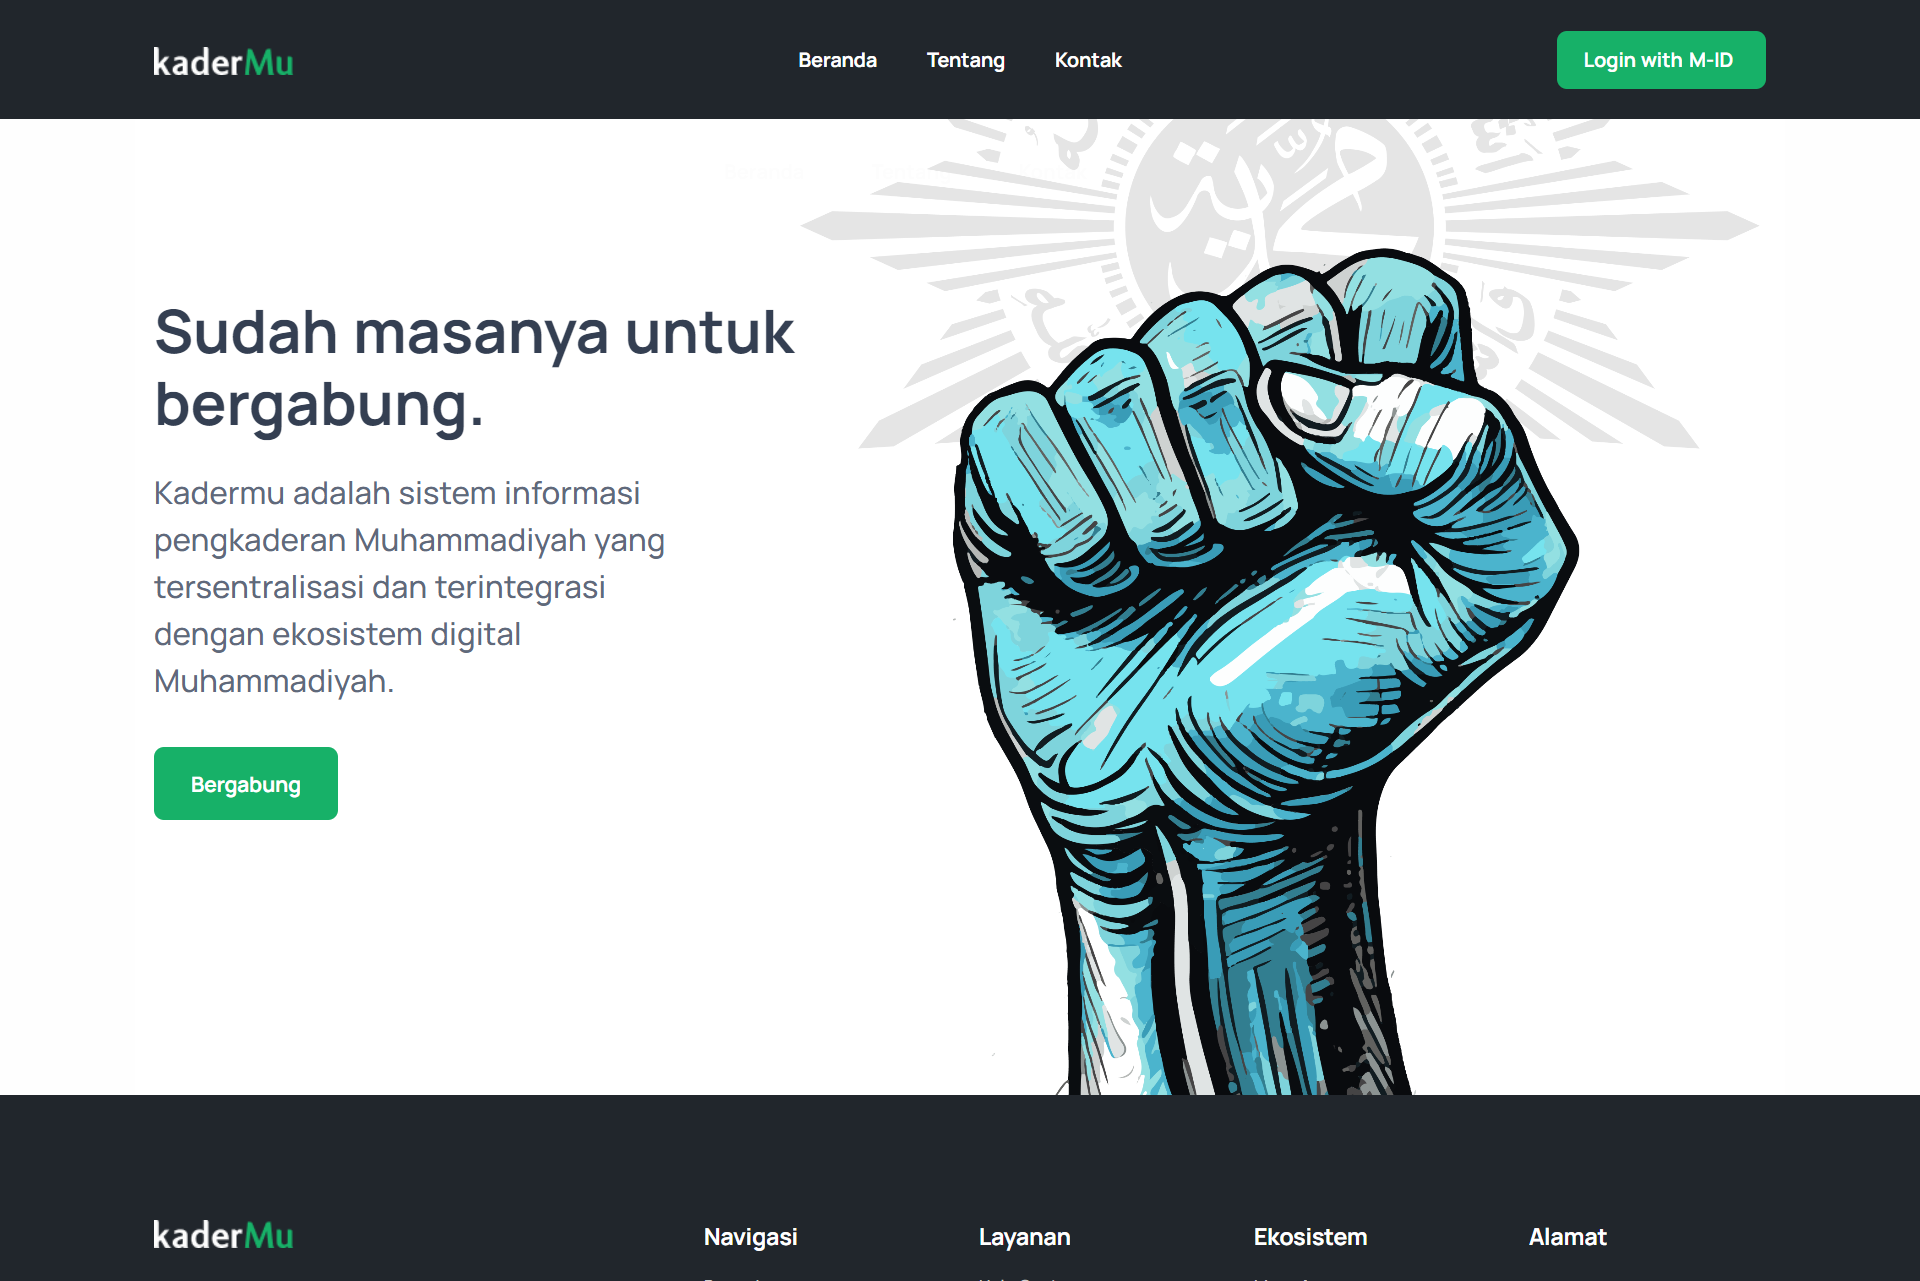 kaderMu
Beranda
Tentang
Kontak
Login with M-ID
Sudah masanya untuk
bergabung.
Kadermu adalah sistem informasi
pengkaderan Muhammadiyah yang
tersentralisasi dan terintegrasi
dengan ekosistem digital
Muhammadiyah.
Bergabung
kaderMu
Navigasi
Layanan
Ekosistem
Alamat